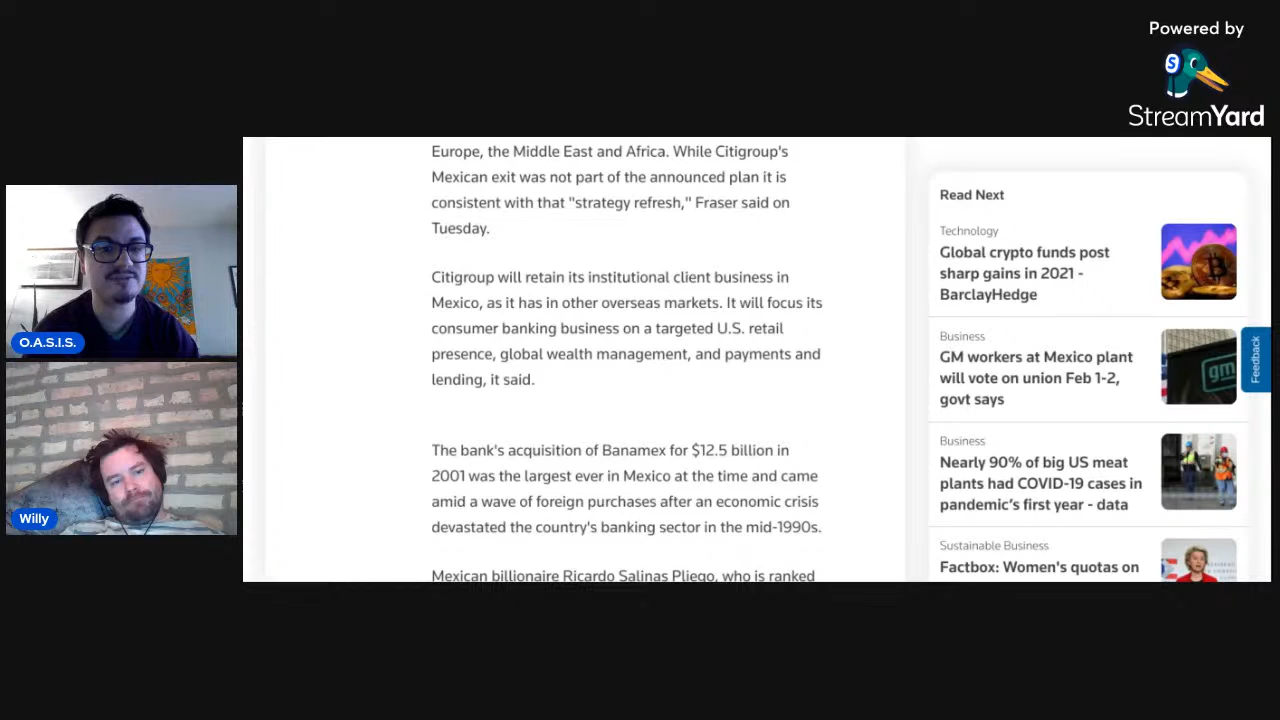 Powered by
S
StreamYard
O.A.S.I.S.
Willy
Europe, the Middle East and Africa. While Citigroup's
Mexican exit was not part of the announced plan it is
consistent with that "strategy refresh," Fraser said on
Tuesday.
Citigroup will retain its institutional client business in
Mexico, as it has in other overseas markets. It will focus its
consumer banking business on a targeted U.S. retail
presence, global wealth management, and payments and
lending, it said.
The bank's acquisition of Banamex for $12.5 billion in
2001 was the largest ever in Mexico at the time and came
amid a wave of foreign purchases after an economic crisis
devastated the country's banking sector in the mid-1990s.
Mexican billionaire Ricardo Salinas Pliego, who is ranked
Read Next
Technology
Global crypto funds post
sharp gains in 2021 -
BarclayHedge
Business
GM workers at Mexico plant
will vote on union Feb 1-2,
govt says
gm
Business
Nearly 90% of big US meat
plants had COVID-19 cases in
pandemic's first year - data
Sustainable Business
Factbox: Women's quotas on
Feedback